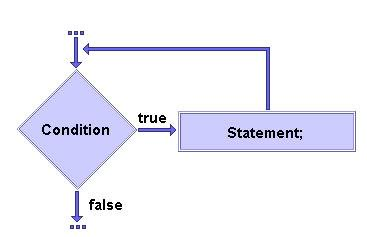 true
Condition
Statement;
false